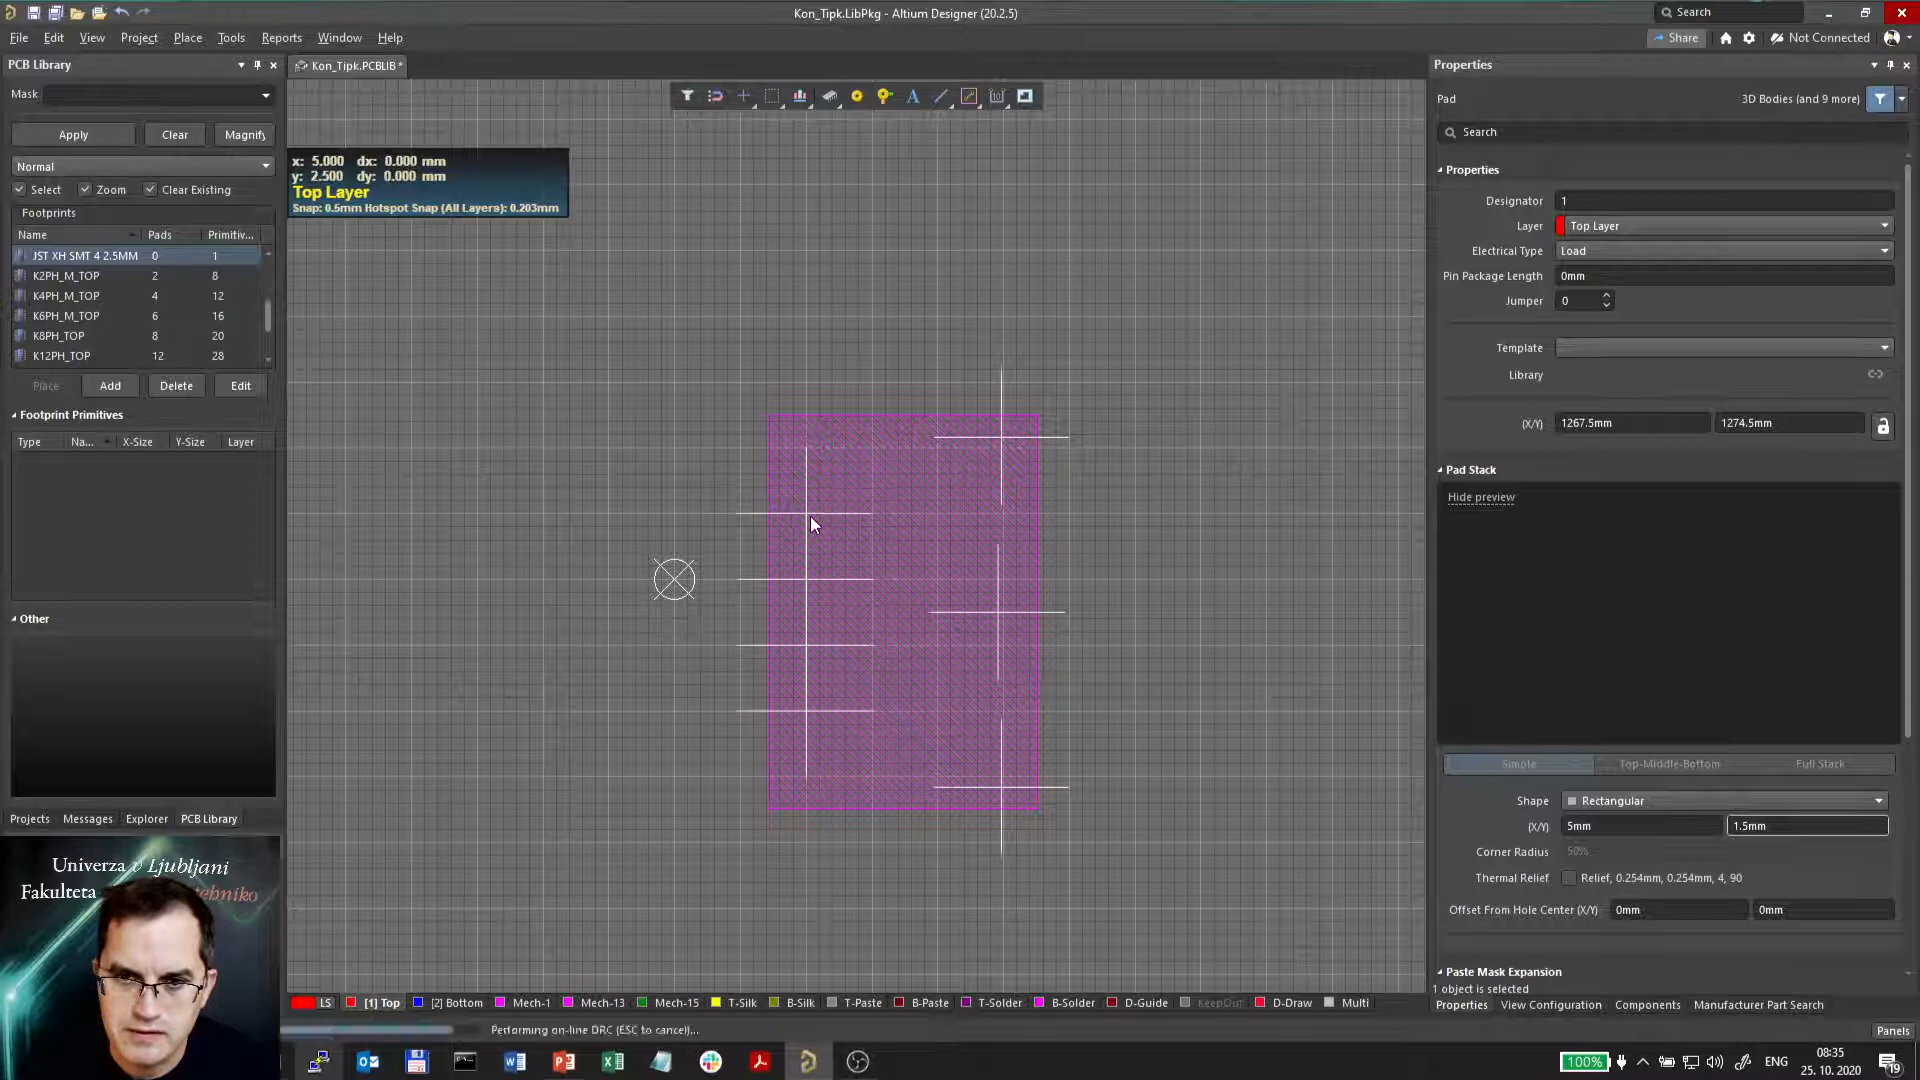 Kon_Tipk.LibPkg - Altium Designer (20.2.5)
Search
File Edit View Project Place Tools Reports Window Help
Share Not Connected
PCB Library
Kon_Tipk.PCBLIB *
Properties
Mask
Pad 3D Bodies (and 9 more)
Apply Clear Magnify
Search
Normal
Select Zoom Clear Existing
Footprints
Name Pads Primitiv...
JST XH SMT 4 2.5MM 0 1
K2PH_M_TOP 2 8
K4PH_M_TOP 4 12
K6PH_M_TOP 6 16
K8PH_TOP 8 20
K12PH_TOP 12 28
Place Add Delete Edit
Footprint Primitives
Type Na... X-Size Y-Size Layer
Other
Projects Messages Explorer PCB Library
x: 5.000 dx: 0.000 mm
y: 2.500 dy: 0.000 mm
Top Layer
Snap: 0.5mm Hotspot Snap (All Layers): 0.203mm
Properties
Designator 1
Layer Top Layer
Electrical Type Load
Pin Package Length 0mm
Jumper 0
Template
Library
(X/Y) 1267.5mm 1274.5mm
Pad Stack
Hide preview
Simple Top-Middle-Bottom Full Stack
Shape Rectangular
(X/Y) 5mm 1.5mm
Corner Radius 50%
Thermal Relief Relief, 0.254mm, 0.254mm, 4, 90
Offset From Hole Center (X/Y) 0mm 0mm
Paste Mask Expansion
1 object is selected
Properties View Configuration Components Manufacturer Part Search
Univerza v Ljubljani
Fakulteta
LS [1] Top [2] Bottom Mech-1 Mech-13 Mech-15 T-Silk B-Silk T-Paste B-Paste T-Solder B-Solder D-Guide KeepOut D-Draw Multi
Performing on-line DRC (ESC to cancel)...
Panels
100% ENG 08:35
25. 10. 2020
19